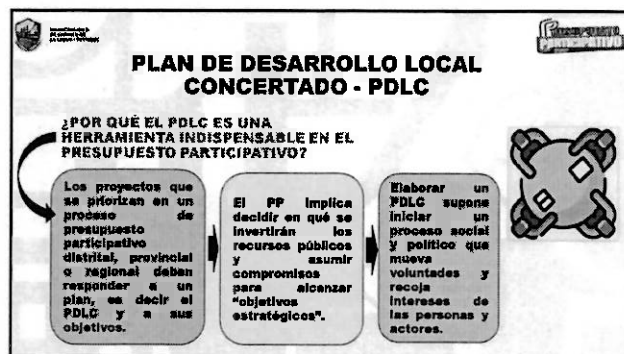 PRESUPUESTO
PARTICIPATIVO
PLAN DE DESARROLLO LOCAL
CONCERTADO - PDLC
¿POR QUÉ EL PDLC ES UNA
HERRAMIENTA INDISPENSABLE EN EL
PRESUPUESTO PARTICIPATIVO?
Los proyectos que
se priorizan en un
proceso de
presupuesto
participativo
distrital, provincial
o regional deben
responder a un
plan, es decir el
PDLC y a sus
objetivos.
El PP implica
decidir en qué se
invertirán los
recursos públicos
y asumir
compromisos
para alcanzar
"objetivos
estratégicos".
Elaborar un
PDLC supone
iniciar un
proceso social
y político que
mueva
voluntades y
recoja
intereses de
las personas y
actores.